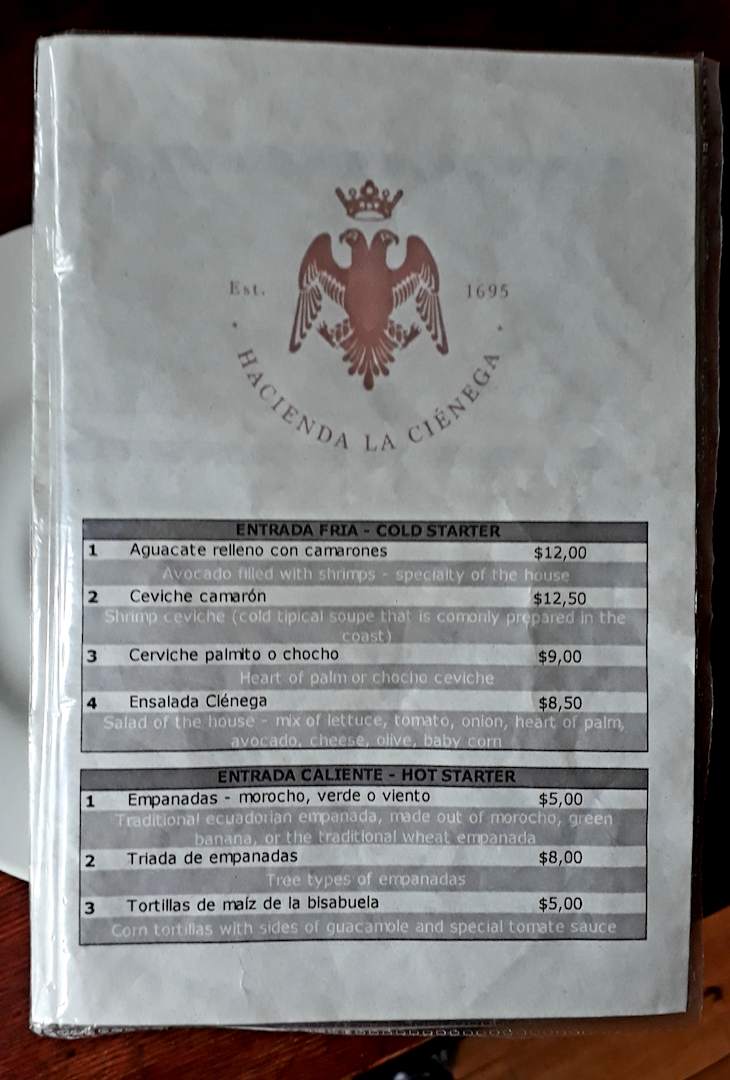 Est. 1695
· HACIENDA LA CIÉNEGA ·
ENTRADA FRIA - COLD STARTER
1 Aguacate relleno con camarones $12,00
Avocado filled with shrimps - specialty of the house
2 Ceviche camarón $12,50
Shrimp ceviche (cold tipical soupe that is comonly prepared in the
coast)
3 Cerviche palmito o chocho $9,00
Heart of palm or chocho ceviche
4 Ensalada Ciénega $8,50
Salad of the house - mix of lettuce, tomato, onion, heart of palm,
avocado, cheese, olive, baby corn
ENTRADA CALIENTE - HOT STARTER
1 Empanadas - morocho, verde o viento $5,00
Traditional ecuadorian empanada, made out of morocho, green
banana, or the traditional wheat empanada
2 Triada de empanadas $8,00
Tree types of empanadas
3 Tortillas de maíz de la bisabuela $5,00
Corn tortillas with sides of guacamole and special tomate sauce